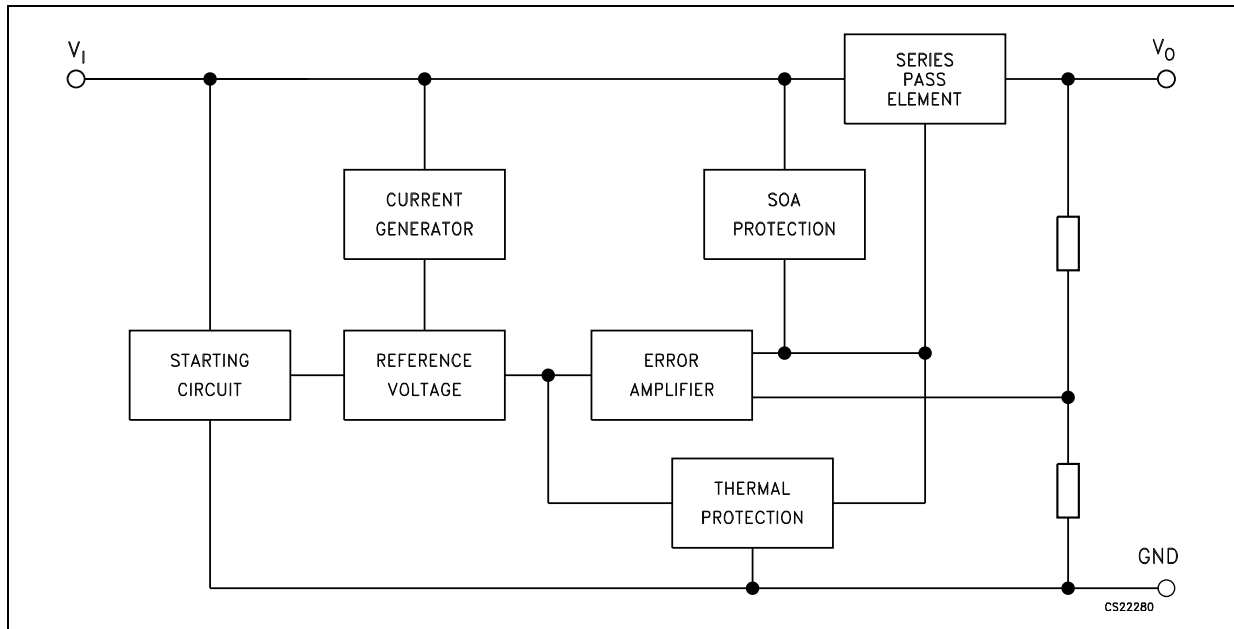 V_I
SERIES
PASS
ELEMENT
V_O
CURRENT
GENERATOR
SOA
PROTECTION
STARTING
CIRCUIT
REFERENCE
VOLTAGE
ERROR
AMPLIFIER
THERMAL
PROTECTION
GND
CS22280